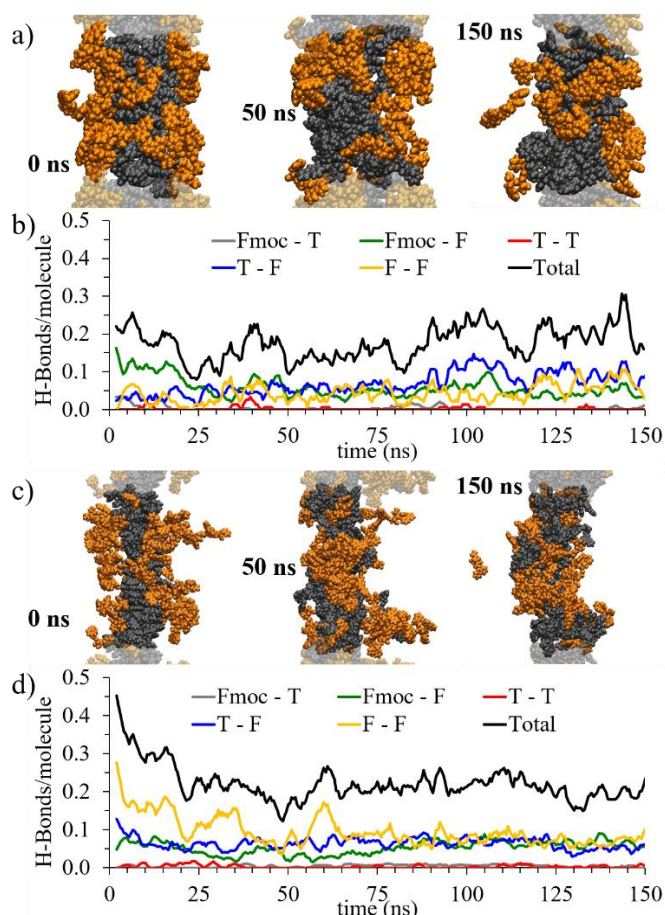 a)
0 ns
50 ns
150 ns
b)
H-Bonds/molecule
0.5
0.4
0.3
0.2
0.1
0.0
Fmoc - T Fmoc - F T - T
T - F F - F Total
0 25 50 75 100 125 150
time (ns)
c)
0 ns
50 ns
150 ns
d)
H-Bonds/molecule
0.5
0.4
0.3
0.2
0.1
0.0
Fmoc - T Fmoc - F T - T
T - F F - F Total
0 25 50 75 100 125 150
time (ns)